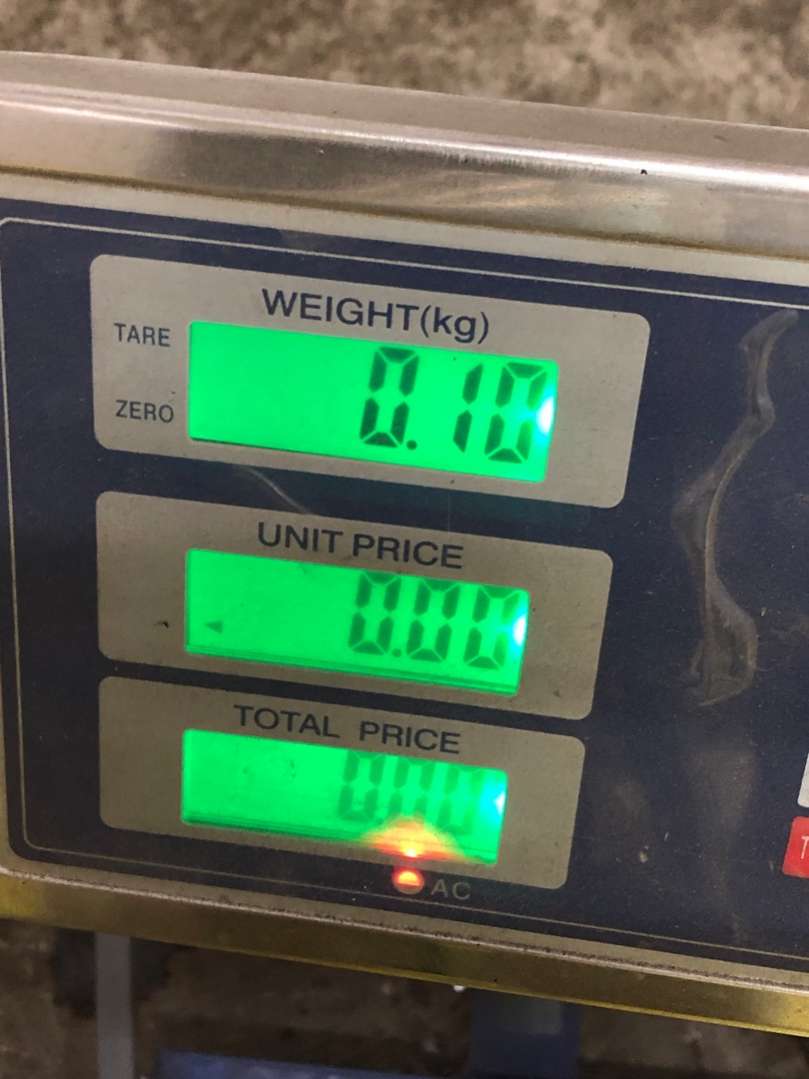 WEIGHT(kg)
TARE
0.10
ZERO
UNIT PRICE
0.00
TOTAL PRICE
0.00
AC
T